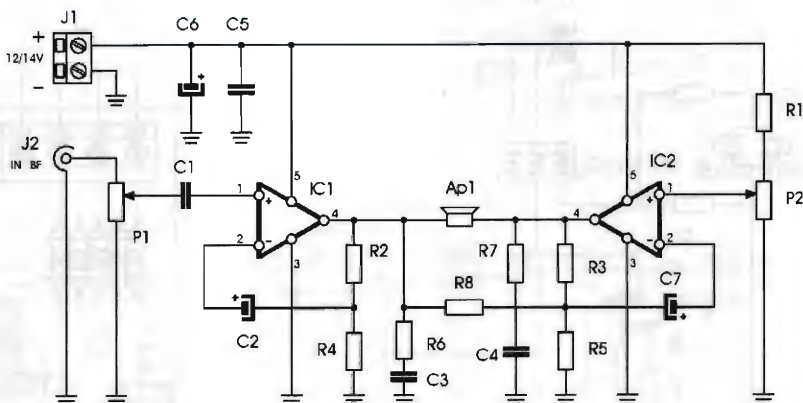 J1
+
12/14V
−
C6
+
C5
J2
IN BF
P1
C1
1
+
2
−
5
IC1
4
3
+
C2
R2
R4
Ap1
R6
C3
R8
R7
C4
R3
R5
4
5
IC2
1
+
2
−
3
C7
+
R1
P2